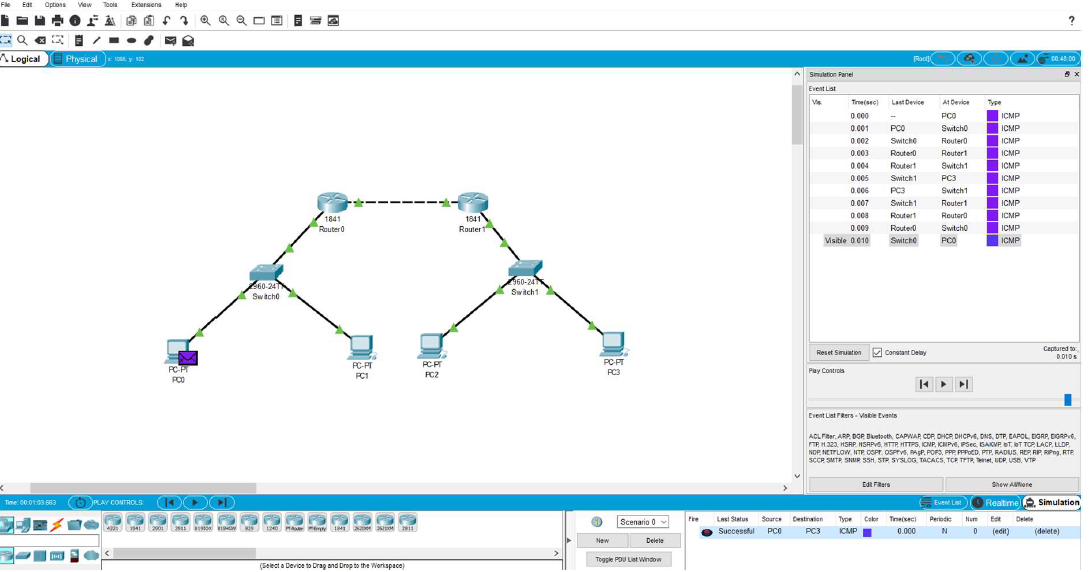 File Edit Options View Tools Extensions Help
?
Logical Physical x: 1086, y: 102 [Root] 00:48:00
Simulation Panel
Event List
Vis. Time(sec) Last Device At Device Type
0.000 -- PC0 ICMP
0.001 PC0 Switch0 ICMP
0.002 Switch0 Router0 ICMP
0.003 Router0 Router1 ICMP
0.004 Router1 Switch1 ICMP
0.005 Switch1 PC3 ICMP
0.006 PC3 Switch1 ICMP
0.007 Switch1 Router1 ICMP
0.008 Router1 Router0 ICMP
0.009 Router0 Switch0 ICMP
Visible 0.010 Switch0 PC0 ICMP
1841
Router0
1841
Router1
2960-24TT
Switch0
2960-24TT
Switch1
PC-PT
PC0
PC-PT
PC1
PC-PT
PC2
PC-PT
PC3
Reset Simulation Constant Delay Captured to:
0.010 s
Play Controls
Event List Filters - Visible Events
ACL Filter, ARP, BGP, Bluetooth, CAPWAP, CDP, DHCP, DHCPv6, DNS, DTP, EAPOL, EIGRP, EIGRPv6,
FTP, H.323, HSRP, HSRPv6, HTTP, HTTPS, ICMP, ICMPv6, IPSec, ISAKMP, IoT, IoT TCP, LACP, LLDP,
NDP, NETFLOW, NTP, OSPF, OSPFv6, PAgP, POP3, PPP, PPPoED, PTP, RADIUS, REP, RIP, RIPng, RTP,
SCCP, SMTP, SNMP, SSH, STP, SYSLOG, TACACS, TCP, TFTP, Telnet, UDP, USB, VTP
Edit Filters Show All/None
Time: 00:01:03.663 PLAY CONTROLS: Event List Realtime Simulation
4321 1941 2901 2911 819IOX 819HGW 829 1240 PT-Router PT-Empty 1841 2620XM 2621XM 2811
(Select a Device to Drag and Drop to the Workspace)
Scenario 0
New Delete
Toggle PDU List Window
Fire Last Status Source Destination Type Color Time(sec) Periodic Num Edit Delete
Successful PC0 PC3 ICMP 0.000 N 0 (edit) (delete)